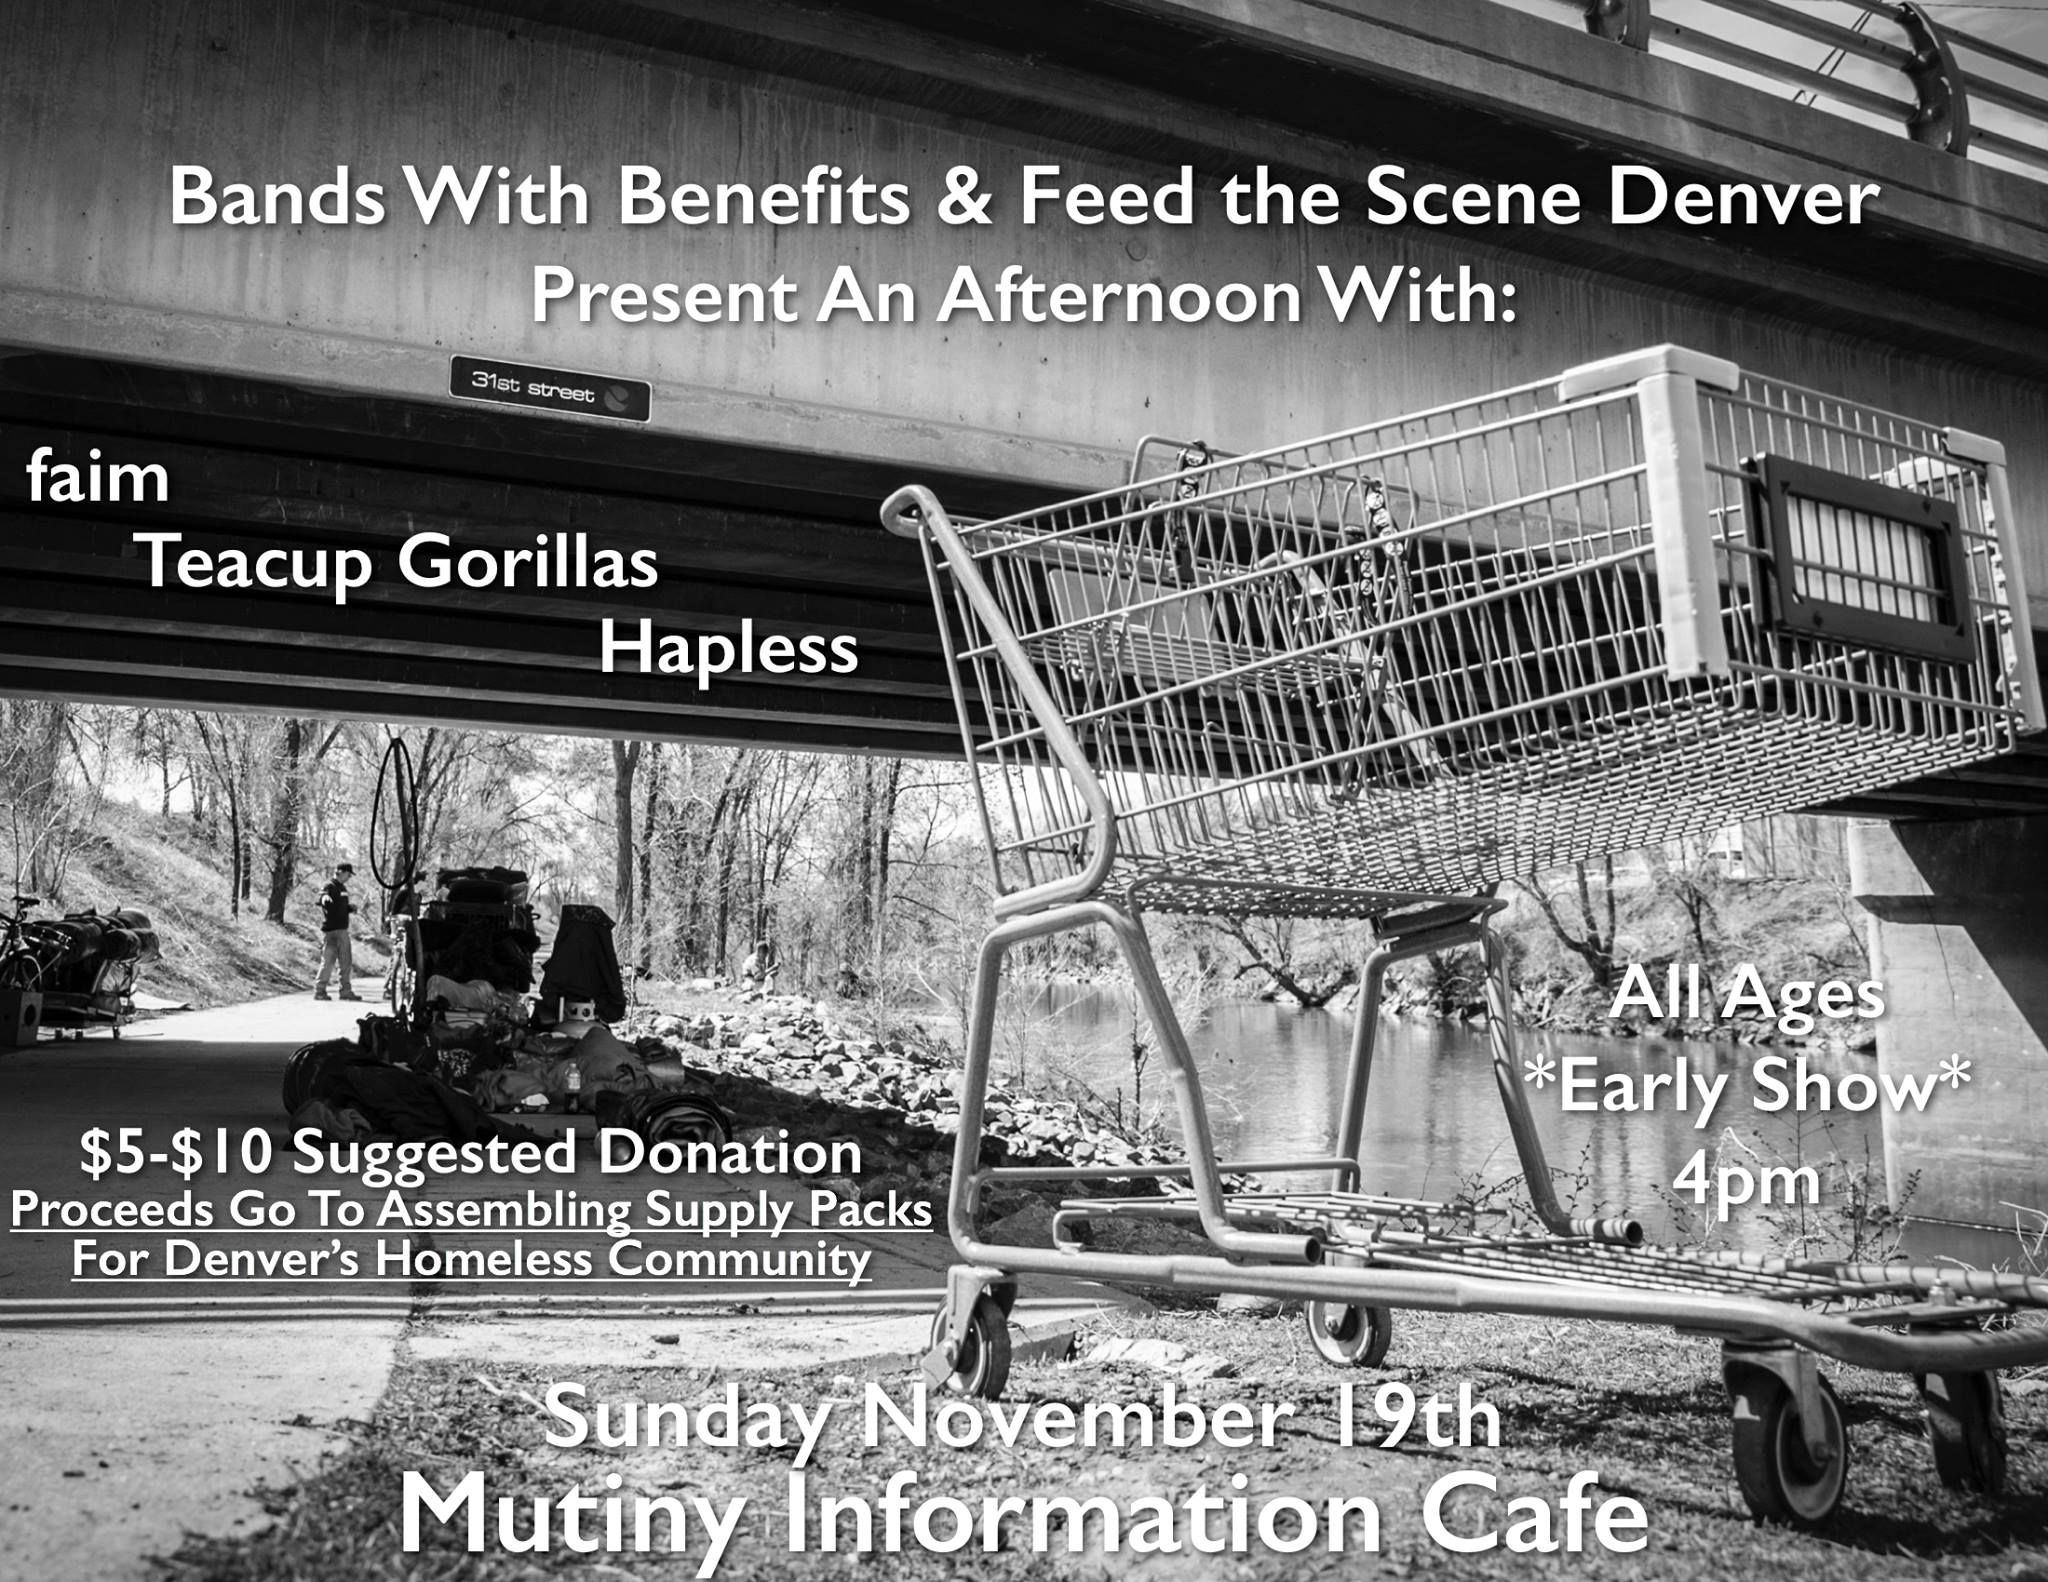 Bands With Benefits & Feed the Scene Denver
Present An Afternoon With:
31st street
faim
Teacup Gorillas
Hapless
All Ages
*Early Show*
4pm
$5-$10 Suggested Donation
Proceeds Go To Assembling Supply Packs
For Denver's Homeless Community
Sunday November 19th
Mutiny Information Cafe